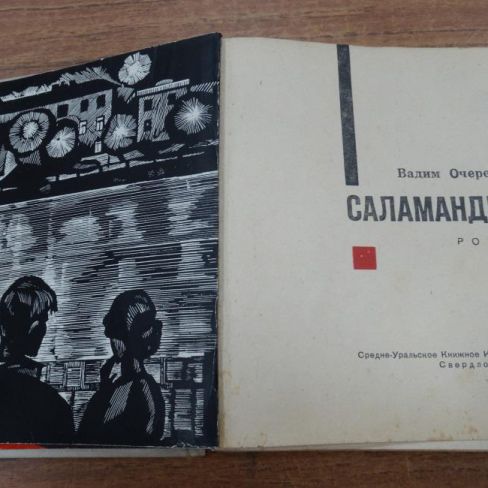 Вадим Очере
САЛАМАНД
РО
Средне-Уральское Книжное И
Свердло